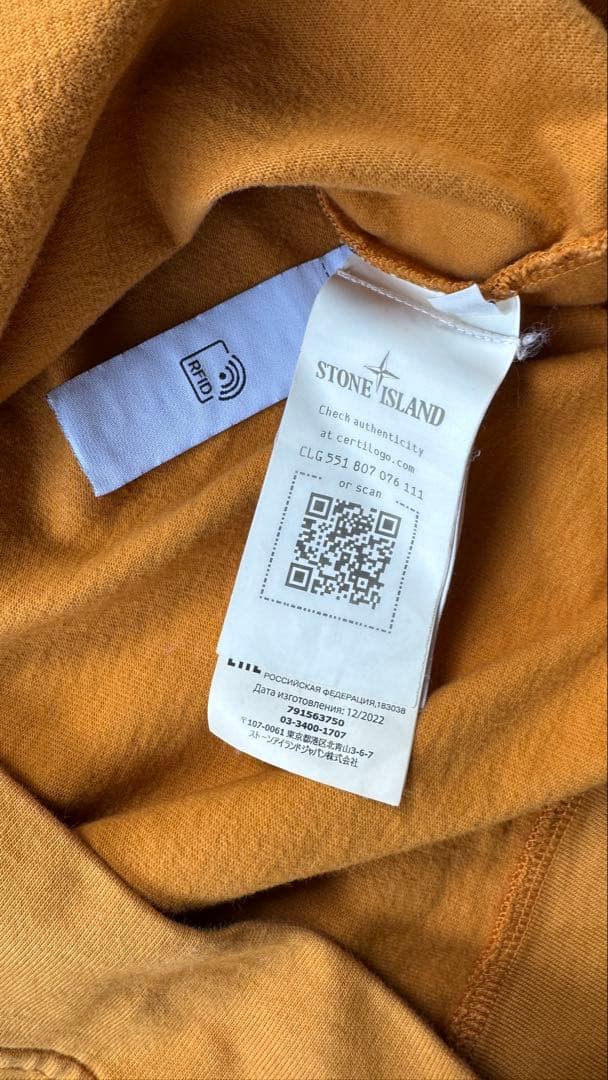 RFID
STONE ISLAND
Check authenticity
at certilogo.com
CLG 551 807 076 111
or scan
РОССИЙСКАЯ ФЕДЕРАЦИЯ,183038
Дата изготовления: 12/2022
791563750
03-3400-1707
〒107-0061 東京都港区北青山3-6-7
ストーンアイランドジャパン株式会社